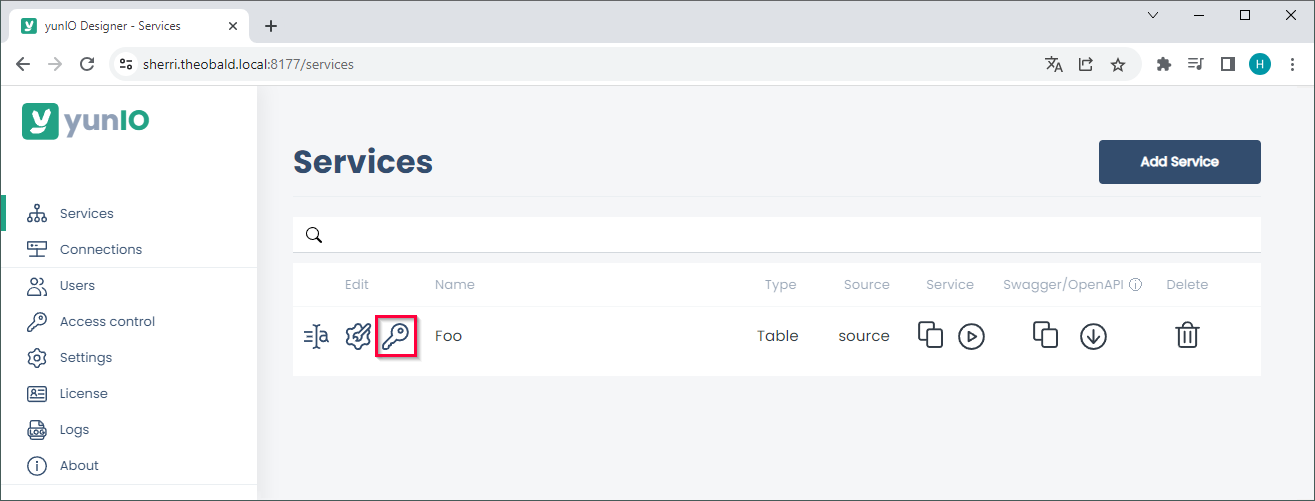 yunIO Designer - Services
sherri.theobald.local:8177/services
H
yunIO
Services
Add Service
Services
Connections
Users
Access control
Settings
License
LOG
Logs
About
Edit Name Type Source Service Swagger/OpenAPI Delete
Foo Table source